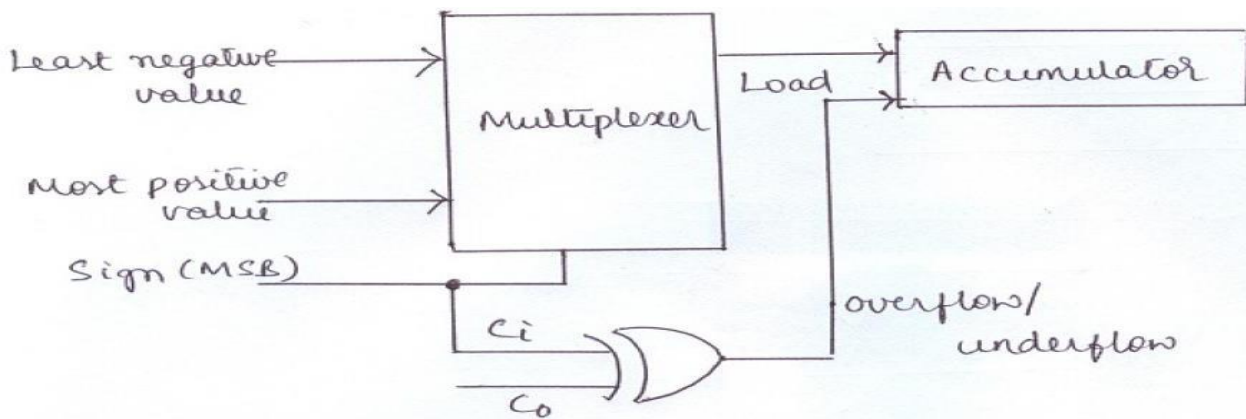 Least negative
value
Multiplexer
Load
Accumulator
Most positive
value
Sign (MSB)
Ci
Co
overflow/
underflow